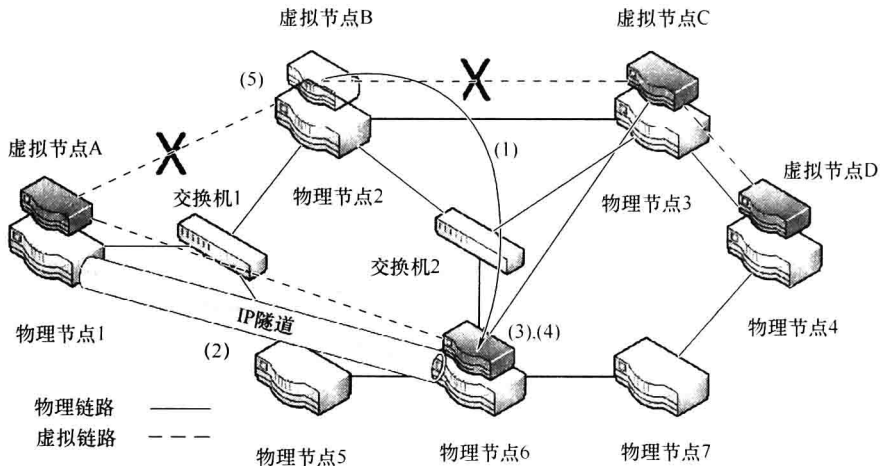 虚拟节点B
虚拟节点C
(5)
(1)
虚拟节点A
虚拟节点D
交换机1
物理节点2
物理节点3
交换机2
IP隧道
物理节点1
(2)
(3),(4)
物理节点4
物理链路
虚拟链路
物理节点5
物理节点6
物理节点7